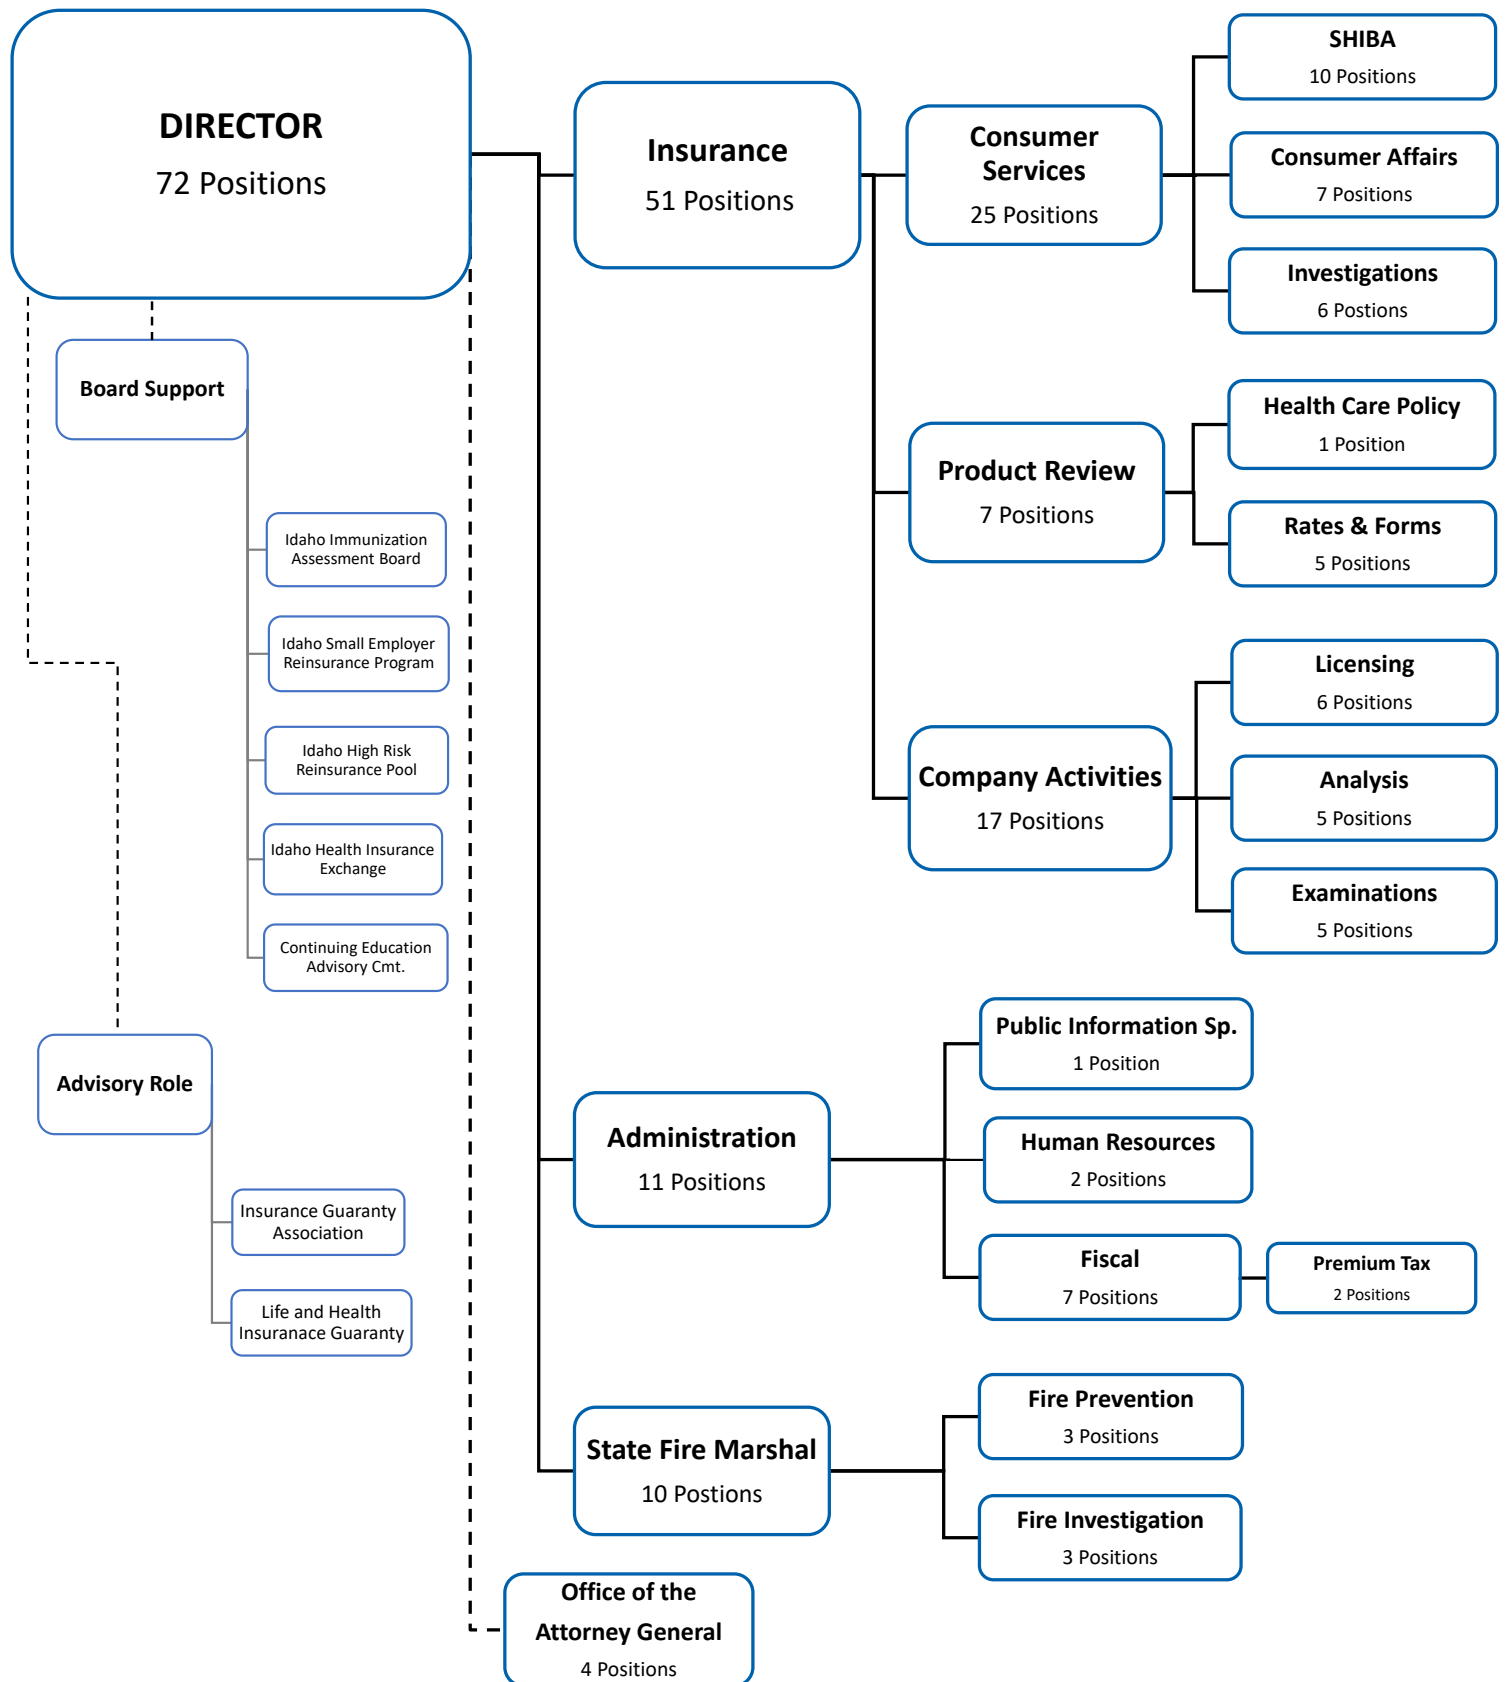 DIRECTOR
72 Positions
Board Support
Idaho Immunization
Assessment Board
Idaho Small Employer
Reinsurance Program
Idaho High Risk
Reinsurance Pool
Idaho Health Insurance
Exchange
Continuing Education
Advisory Cmt.
Advisory Role
Insurance Guaranty
Association
Life and Health
Insuranace Guaranty
Insurance
51 Positions
Consumer
Services
25 Positions
SHIBA
10 Positions
Consumer Affairs
7 Positions
Investigations
6 Postions
Product Review
7 Positions
Health Care Policy
1 Position
Rates & Forms
5 Positions
Company Activities
17 Positions
Licensing
6 Positions
Analysis
5 Positions
Examinations
5 Positions
Administration
11 Positions
Public Information Sp.
1 Position
Human Resources
2 Positions
Fiscal
7 Positions
Premium Tax
2 Positions
State Fire Marshal
10 Postions
Fire Prevention
3 Positions
Fire Investigation
3 Positions
Office of the
Attorney General
4 Positions